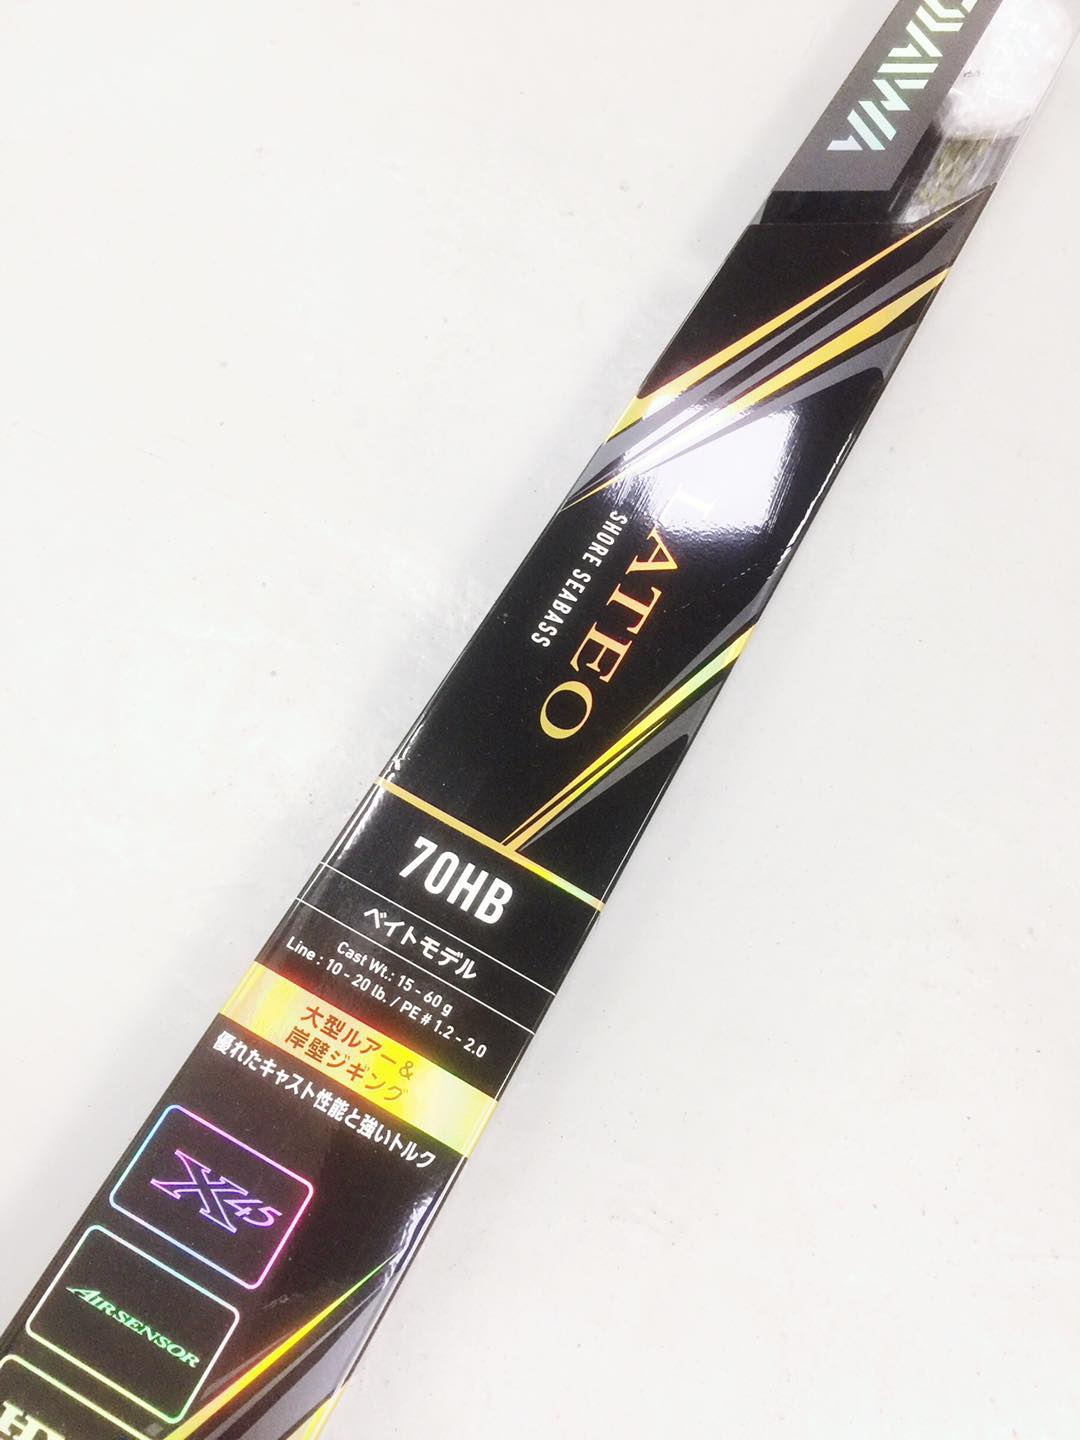 DAIWA
LATEO
SHORE SEABASS
70HB
ベイトモデル
Cast Wt.: 15 - 60 g
Line : 10 - 20 lb. / PE # 1.2 - 2.0
大型ルアー&
岸壁ジギング
優れたキャスト性能と強いトルク
X45
AIRSENSOR